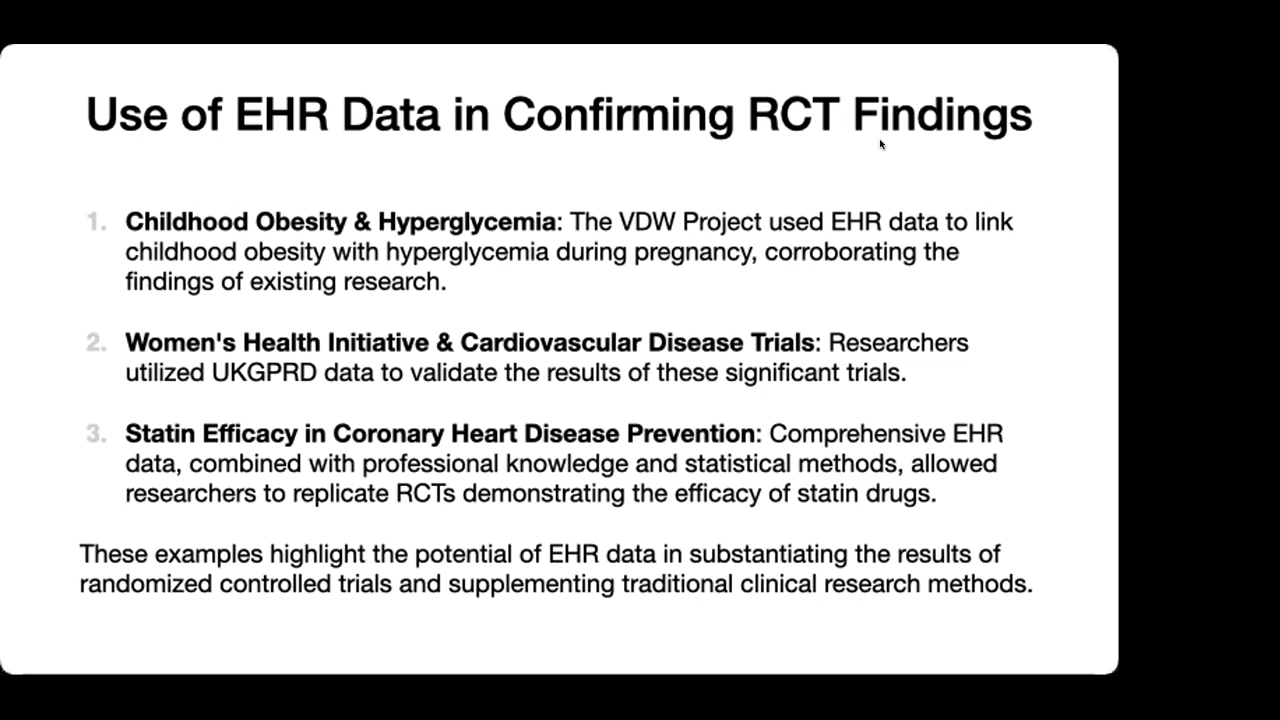 Use of EHR Data in Confirming RCT Findings
1. Childhood Obesity & Hyperglycemia: The VDW Project used EHR data to link
childhood obesity with hyperglycemia during pregnancy, corroborating the
findings of existing research.
2. Women's Health Initiative & Cardiovascular Disease Trials: Researchers
utilized UKGPRD data to validate the results of these significant trials.
3. Statin Efficacy in Coronary Heart Disease Prevention: Comprehensive EHR
data, combined with professional knowledge and statistical methods, allowed
researchers to replicate RCTs demonstrating the efficacy of statin drugs.
These examples highlight the potential of EHR data in substantiating the results of
randomized controlled trials and supplementing traditional clinical research methods.